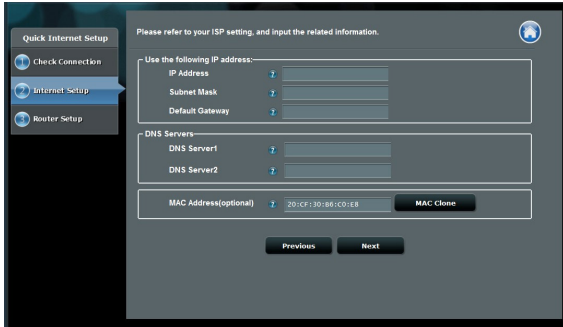 Quick Internet Setup
1 Check Connection
2 Internet Setup
3 Router Setup
Please refer to your ISP setting, and input the related information.
Use the following IP address:
IP Address ?
Subnet Mask ?
Default Gateway ?
DNS Servers
DNS Server1 ?
DNS Server2 ?
MAC Address(optional) ? 20:CF:30:B6:C0:E8 MAC Clone
Previous Next